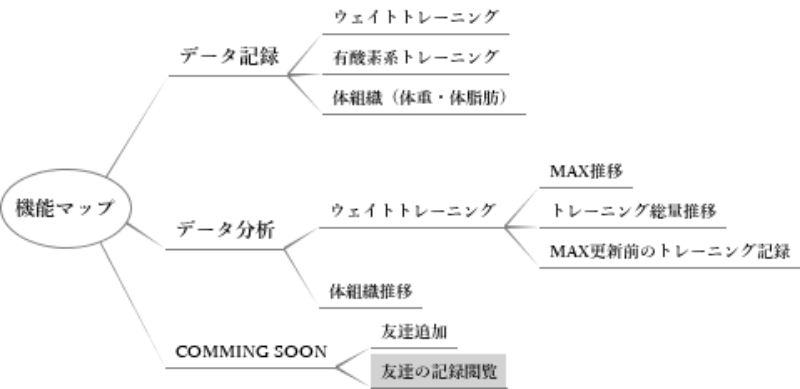 機能マップ
データ記録
ウェイトトレーニング
有酸素系トレーニング
体組織（体重・体脂肪）
データ分析
ウェイトトレーニング
MAX推移
トレーニング総量推移
MAX更新前のトレーニング記録
体組織推移
COMMING SOON
友達追加
友達の記録閲覧